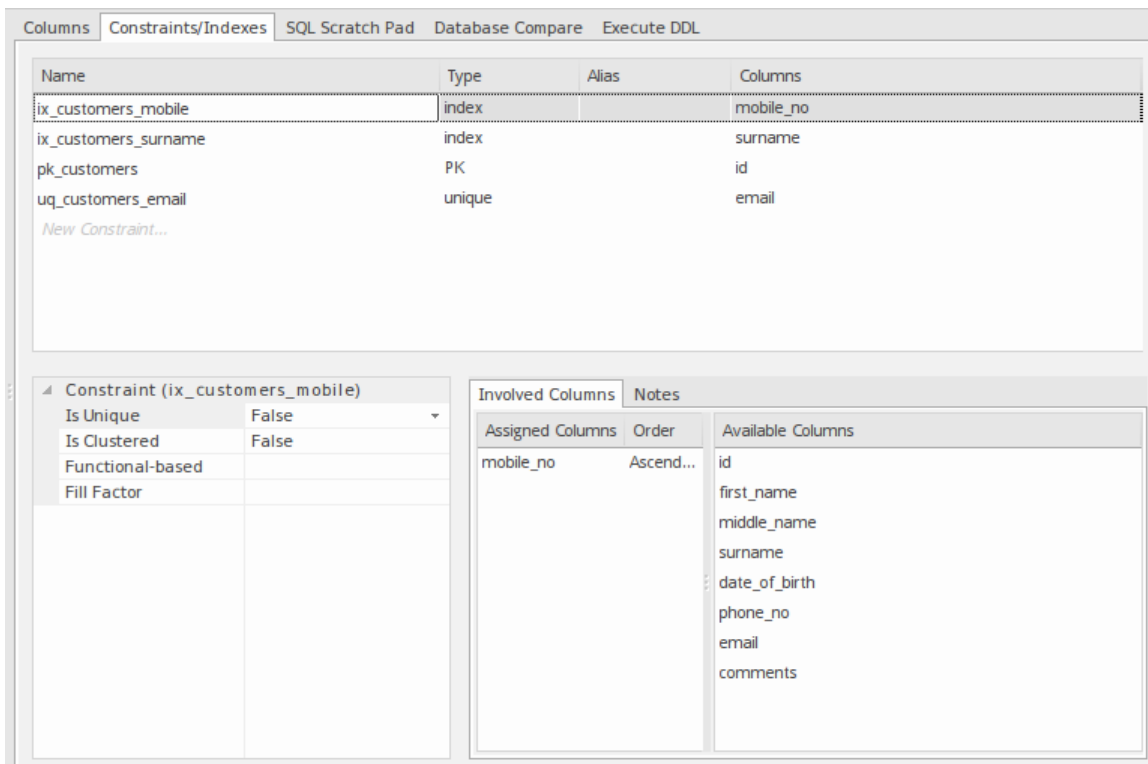 Columns Constraints/Indexes SQL Scratch Pad Database Compare Execute DDL
Name Type Alias Columns
ix_customers_mobile index mobile_no
ix_customers_surname index surname
pk_customers PK id
uq_customers_email unique email
New Constraint...
Constraint (ix_customers_mobile)
Is Unique False
Is Clustered False
Functional-based
Fill Factor
Involved Columns Notes
Assigned Columns Order Available Columns
mobile_no Ascend... id
first_name
middle_name
surname
date_of_birth
phone_no
email
comments